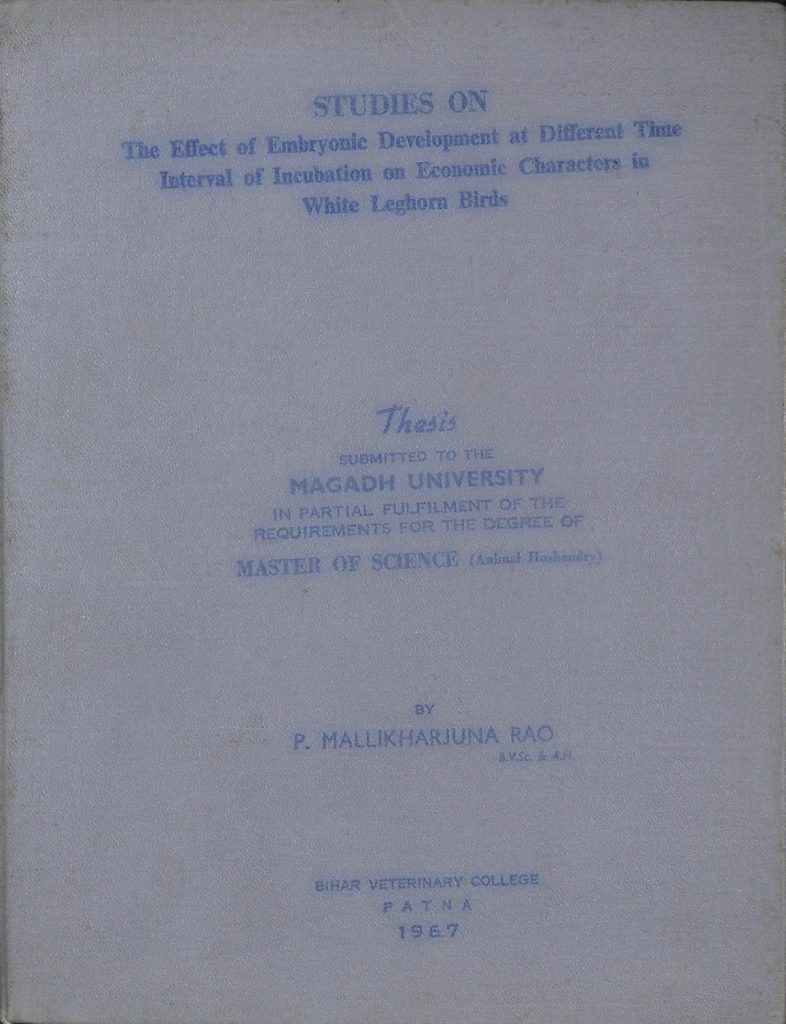 STUDIES ON
The Effect of Embryonic Development at Different Time
Interval of Incubation on Economic Characters in
White Leghorn Birds
Thesis
SUBMITTED TO THE
MAGADH UNIVERSITY
IN PARTIAL FULFILMENT OF THE
REQUIREMENTS FOR THE DEGREE OF
MASTER OF SCIENCE (Animal Husbandry)
BY
P. MALLIKHARJUNA RAO
B.V.Sc. & A.H.
BIHAR VETERINARY COLLEGE
PATNA
1967